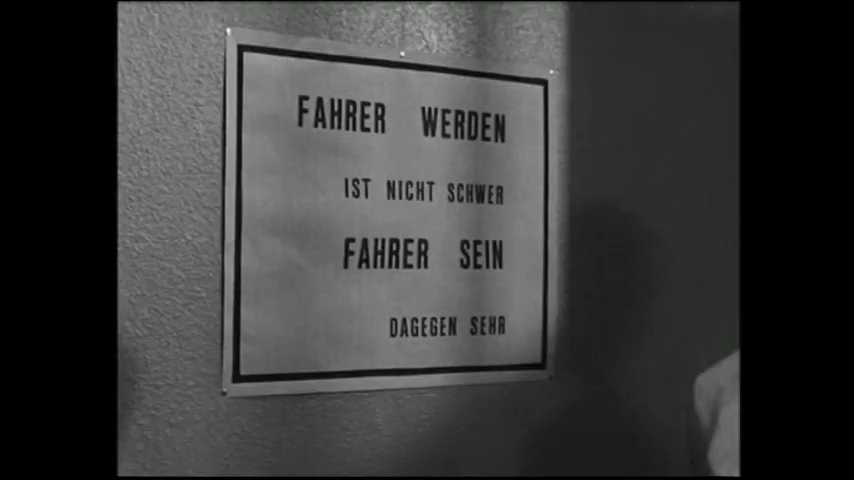 FAHRER WERDEN
IST NICHT SCHWER
FAHRER SEIN
DAGEGEN SEHR